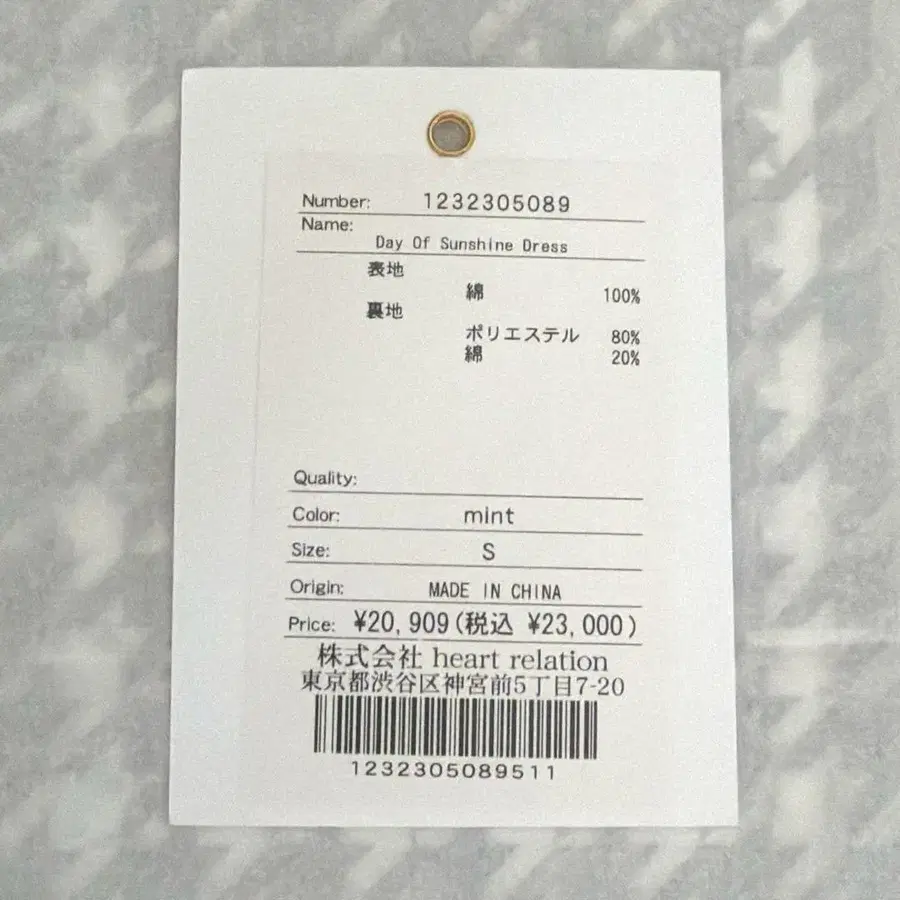 Number: 1232305089
Name:
Day Of Sunshine Dress
表地
綿 100%
裏地
ポリエステル 80%
綿 20%
Quality:
Color: mint
Size: S
Origin: MADE IN CHINA
Price: ¥20,909(税込 ¥23,000)
株式会社 heart relation
東京都渋谷区神宮前5丁目7-20
1232305089511